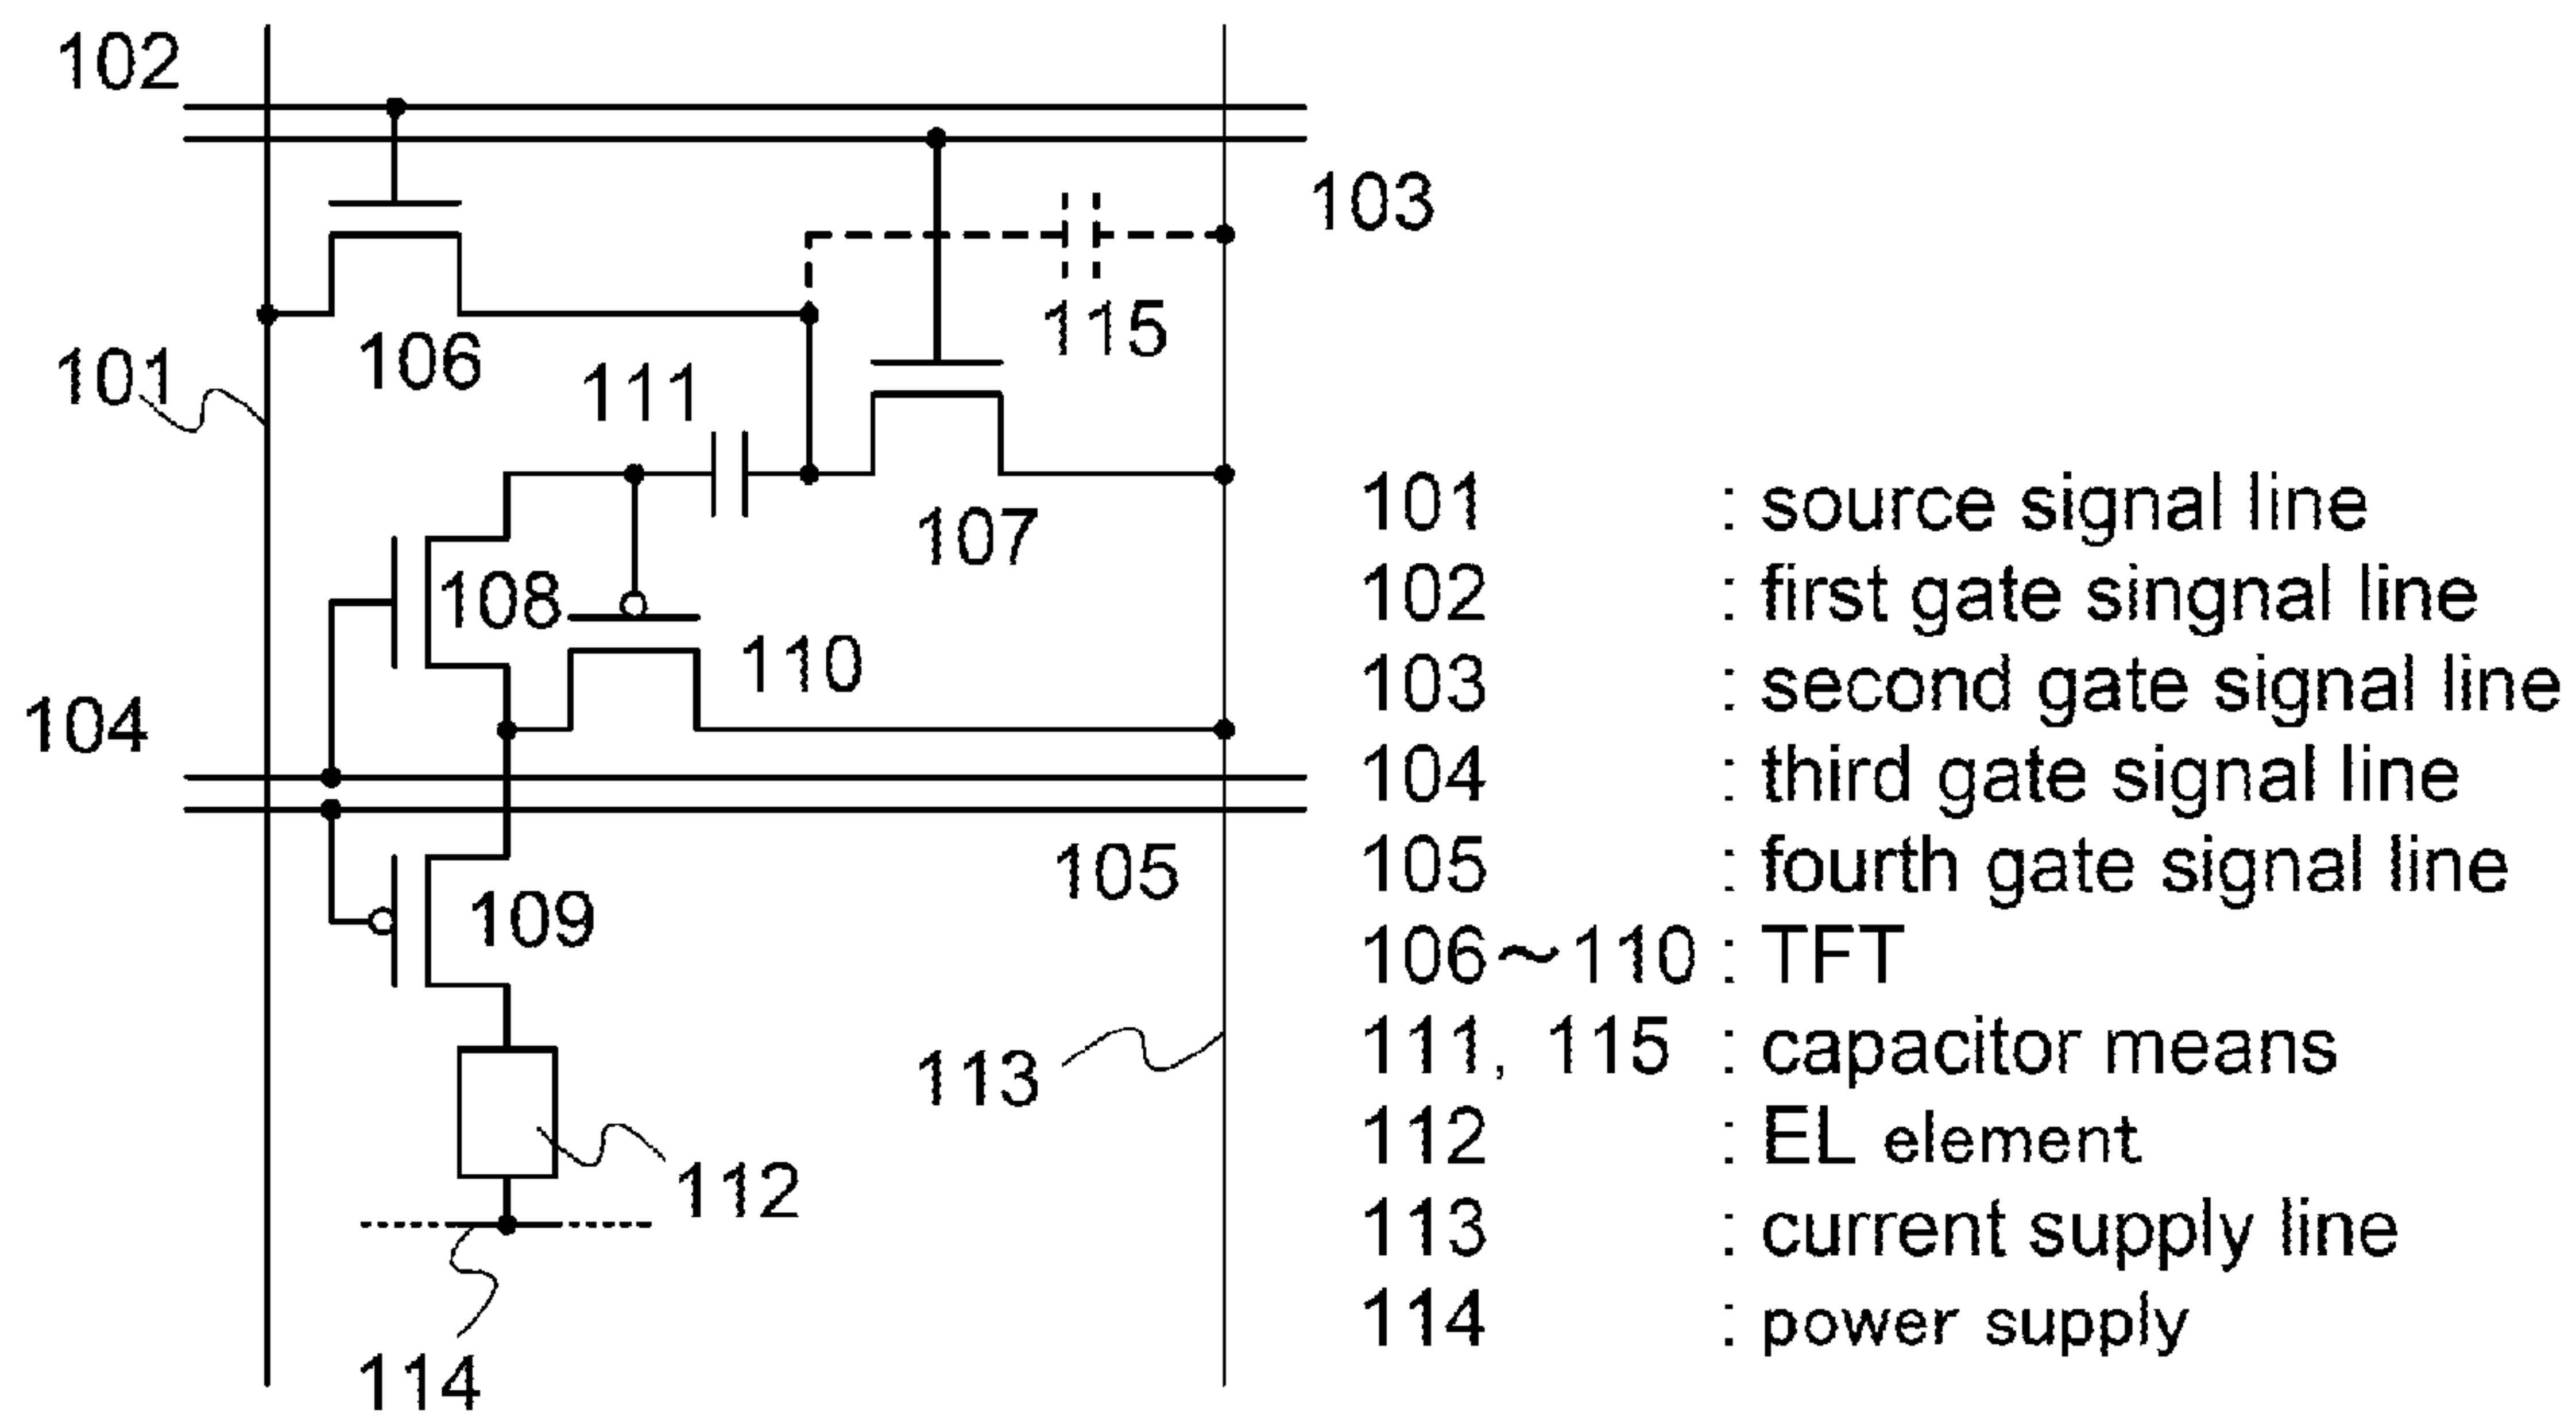 102
103
115
106
101
111
107
108
110
104
105
109
113
112
114
101 : source signal line
102 : first gate singnal line
103 : second gate signal line
104 : third gate signal line
105 : fourth gate signal line
106~110 : TFT
111, 115 : capacitor means
112 : EL element
113 : current supply line
114 : power supply